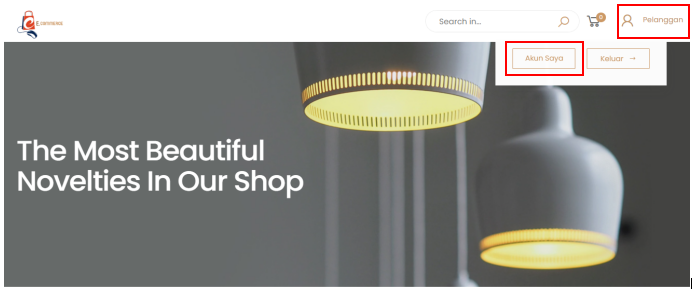 E COMMERCE
Search in...
0
Pelanggan
Akun Saya
Keluar →
The Most Beautiful
Novelties In Our Shop